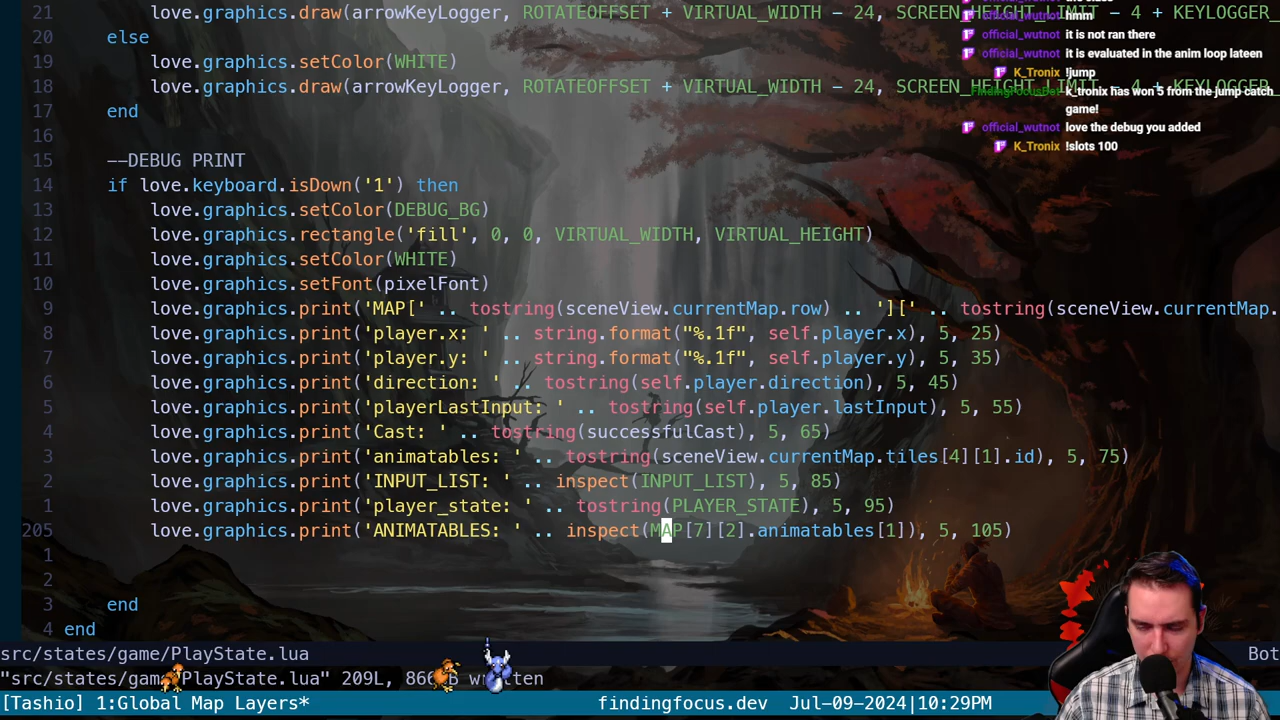 21 love.graphics.draw(arrowKeyLogger, ROTATEOFFSET + VIRTUAL_WIDTH - 24, SCREEN_HEIGHT_LIMIT - 4 + KEYLOGGER_
20 else
19 love.graphics.setColor(WHITE)
18 love.graphics.draw(arrowKeyLogger, ROTATEOFFSET + VIRTUAL_WIDTH - 24, SCREEN_HEIGHT_LIMIT - 4 + KEYLOGGER_
17 end
16
15 --DEBUG PRINT
14 if love.keyboard.isDown('1') then
13 love.graphics.setColor(DEBUG_BG)
12 love.graphics.rectangle('fill', 0, 0, VIRTUAL_WIDTH, VIRTUAL_HEIGHT)
11 love.graphics.setColor(WHITE)
10 love.graphics.setFont(pixelFont)
9 love.graphics.print('MAP[' .. tostring(sceneView.currentMap.row) .. '][' .. tostring(sceneView.currentMap.
8 love.graphics.print('player.x: ' .. string.format("%.1f", self.player.x), 5, 25)
7 love.graphics.print('player.y: ' .. string.format("%.1f", self.player.y), 5, 35)
6 love.graphics.print('direction: ' .. tostring(self.player.direction), 5, 45)
5 love.graphics.print('playerLastInput: ' .. tostring(self.player.lastInput), 5, 55)
4 love.graphics.print('Cast: ' .. tostring(successfulCast), 5, 65)
3 love.graphics.print('animatables: ' .. tostring(sceneView.currentMap.tiles[4][1].id), 5, 75)
2 love.graphics.print('INPUT_LIST: ' .. inspect(INPUT_LIST), 5, 85)
1 love.graphics.print('player_state: ' .. tostring(PLAYER_STATE), 5, 95)
205 love.graphics.print('ANIMATABLES: ' .. inspect(MAP[7][2].animatables[1]), 5, 105)
1
2
3 end
4 end
src/states/game/PlayState.lua Bot
"src/states/game/PlayState.lua" 209L, written
[Tashio] 1:Global Map Layers* findingfocus.dev Jul-09-2024|10:29PM
official_wutnot hmm
official_wutnot it is not ran there
official_wutnot it is evaluated in the anim loop lateen
K_Tronix !jump
FindingFocusBot k_tronix has won 5 from the jump catch
game!
official_wutnot love the debug you added
K_Tronix !slots 100